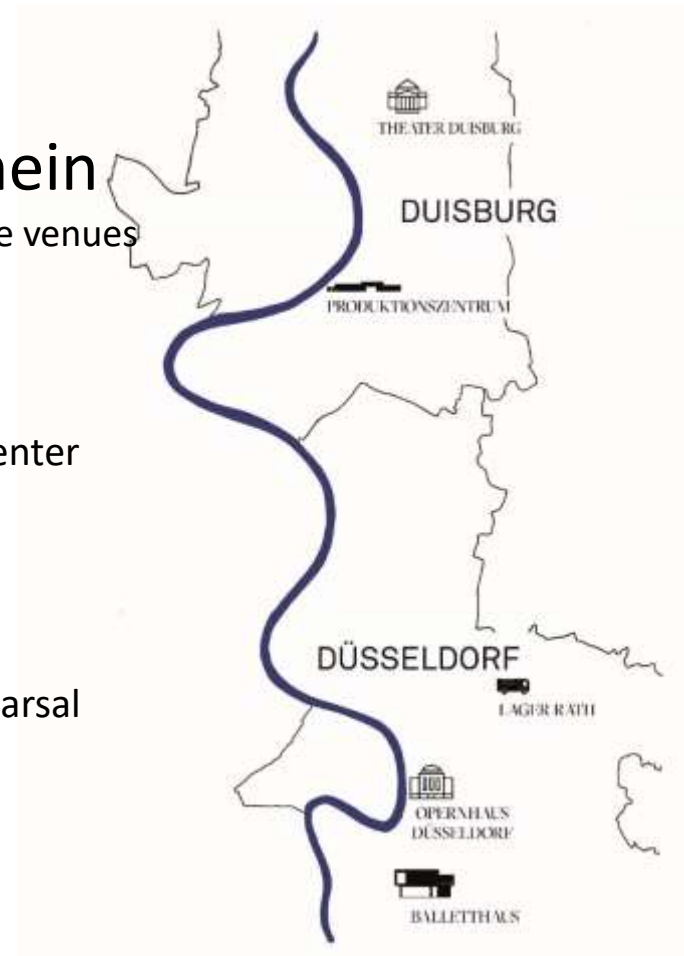 THEATER DUISBURG
hein
DUISBURG
e venues
PRODUKTIONSZENTRUM
enter
DÜSSELDORF
arsal
LAGER RATH
OPERNHAUS
DÜSSELDORF
BALLETTHAUS